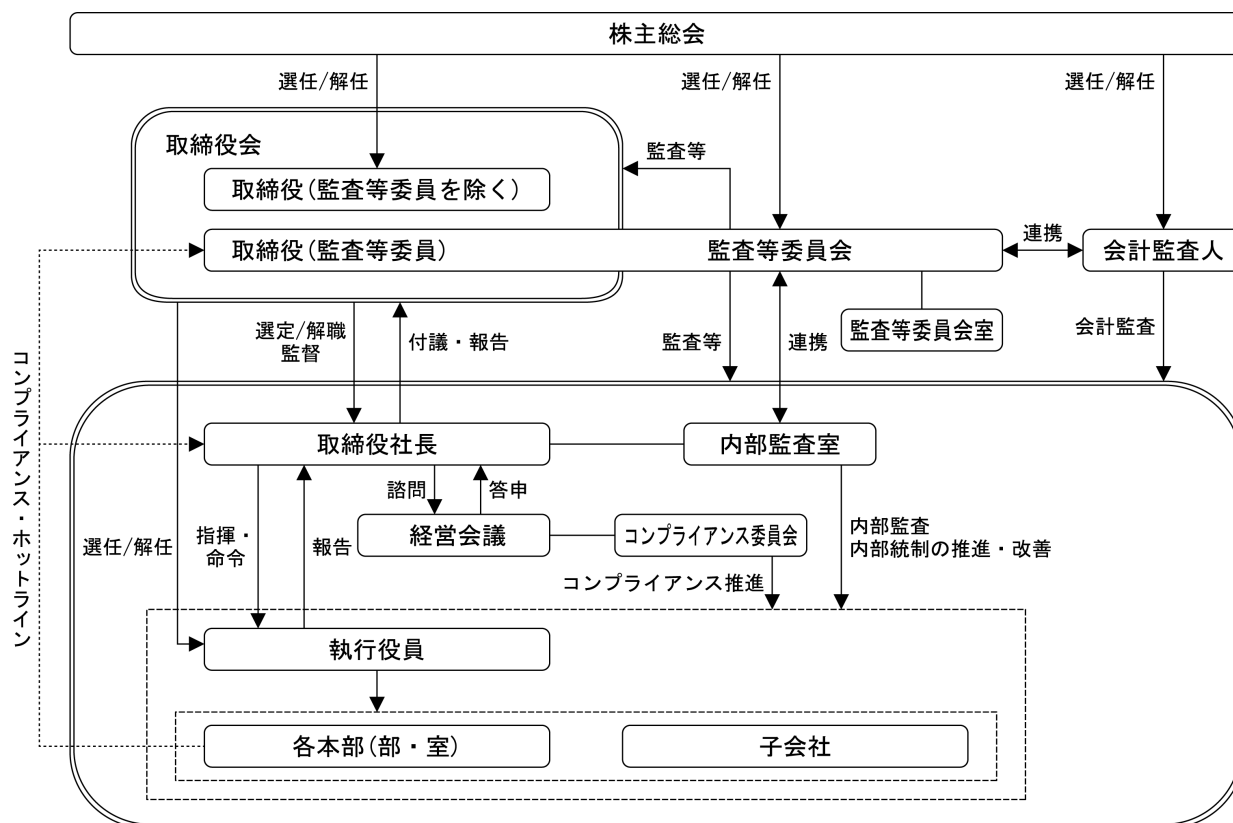 株主総会
選任/解任
選任/解任
選任/解任
取締役会
監査等
取締役(監査等委員を除く)
取締役(監査等委員)
監査等委員会
連携
会計監査人
選定/解職
監督
付議・報告
監査等
連携
監査等委員会室
会計監査
コンプライアンス・ホットライン
取締役社長
内部監査室
諮問
答申
経営会議
コンプライアンス委員会
選任/解任
指揮・
命令
報告
内部監査
内部統制の推進・改善
コンプライアンス推進
執行役員
各本部(部・室)
子会社